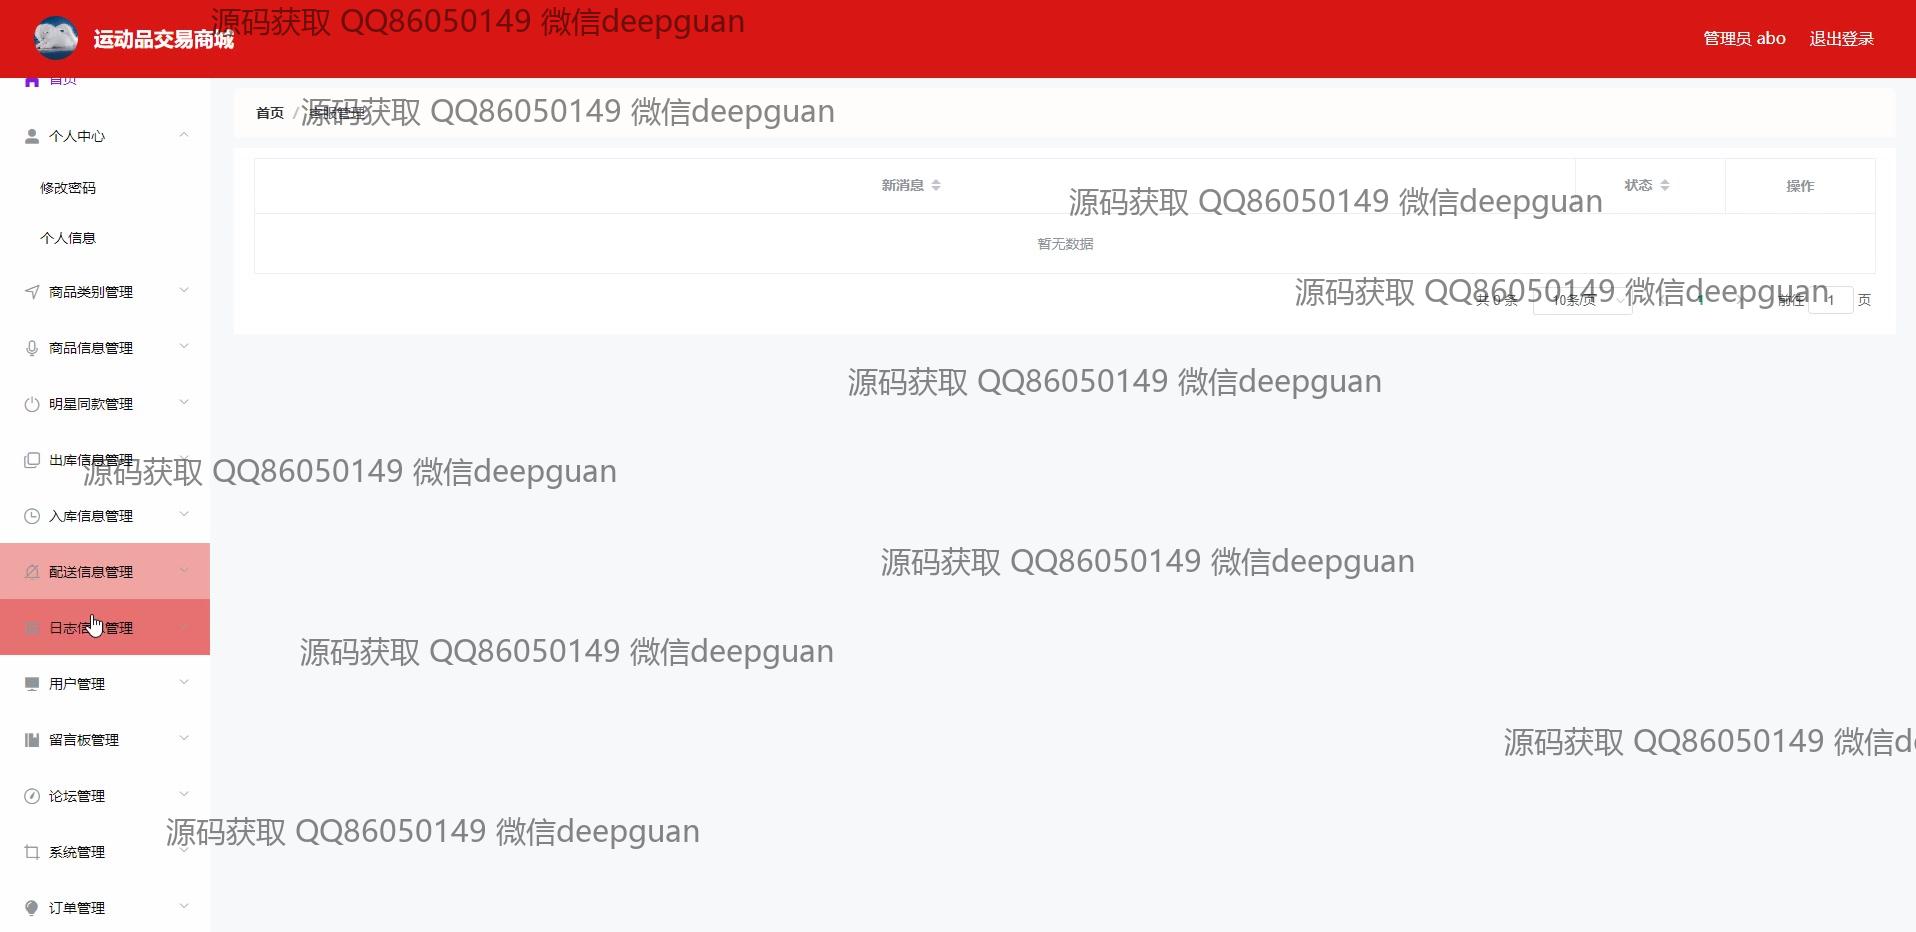 源码获取 QQ86050149 微信deepguan
运动品交易商城
管理员 abo
退出登录
首页
首页 / 客服管理
源码获取 QQ86050149 微信deepguan
个人中心
修改密码
个人信息
新消息
状态
操作
源码获取 QQ86050149 微信deepguan
暂无数据
商品类别管理
源码获取 QQ86050149 微信deepguan
共 0 条
10条/页
1
前往
1
页
商品信息管理
源码获取 QQ86050149 微信deepguan
明星同款管理
出库信息管理
源码获取 QQ86050149 微信deepguan
入库信息管理
源码获取 QQ86050149 微信deepguan
配送信息管理
日志信息管理
源码获取 QQ86050149 微信deepguan
用户管理
留言板管理
源码获取 QQ86050149 微信d
论坛管理
源码获取 QQ86050149 微信deepguan
系统管理
订单管理